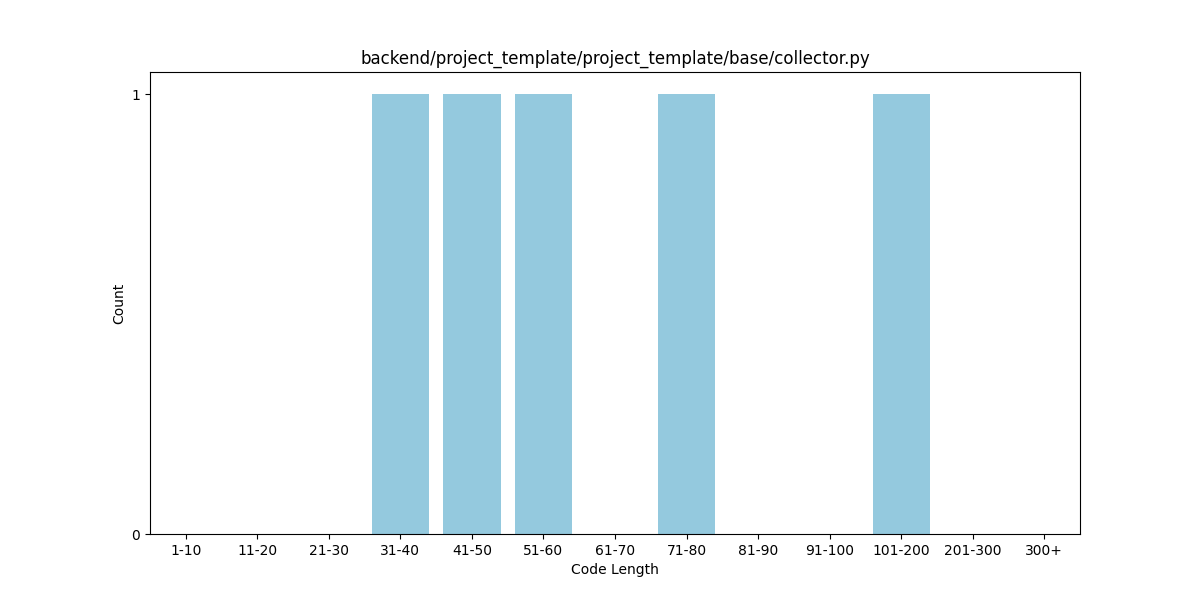 backend/project_template/project_template/base/collector.py
1
Count
0
1-10 11-20 21-30 31-40 41-50 51-60 61-70 71-80 81-90 91-100 101-200 201-300 300+
Code Length